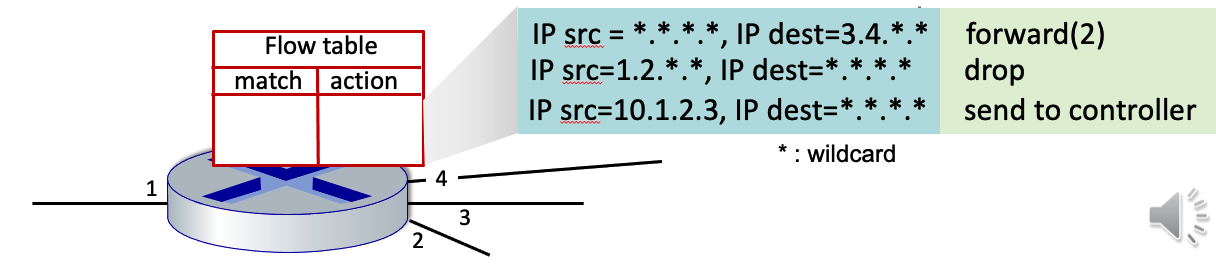 Flow table
match action
IP src = *.*.*.*, IP dest=3.4.*.* forward(2)
IP src=1.2.*.*, IP dest=*.*.*.* drop
IP src=10.1.2.3, IP dest=*.*.*.* send to controller
* : wildcard
1
4
3
2